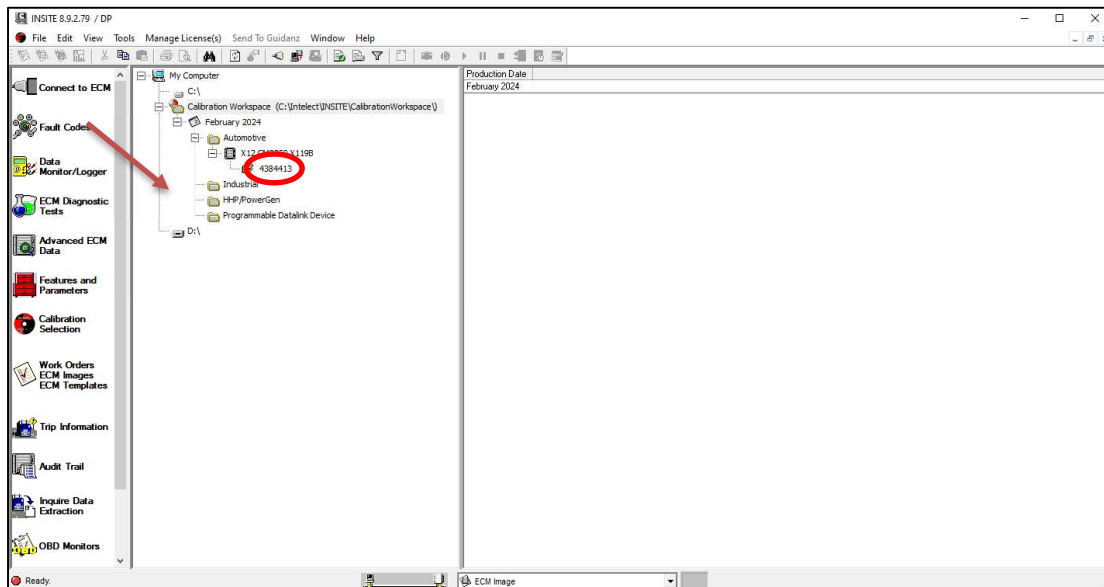 INSITE 8.9.2.79 / DP
File Edit View Tools Manage License(s) Send To Guidanz Window Help
Connect to ECM
Fault Codes
Data
Monitor/Logger
ECM Diagnostic
Tests
Advanced ECM
Data
Features and
Parameters
Calibration
Selection
Work Orders
ECM Images
ECM Templates
Trip Information
Audit Trail
Inquire Data
Extraction
OBD Monitors
My Computer
C:\
Calibration Workspace (C:\Intelect\INSITE\CalibrationWorkspace\)
February 2024
Automotive
X12 X119B
4384413
Industrial
HHP/PowerGen
Programmable Datalink Device
D:\
Production Date
February 2024
Ready.
ECM Image